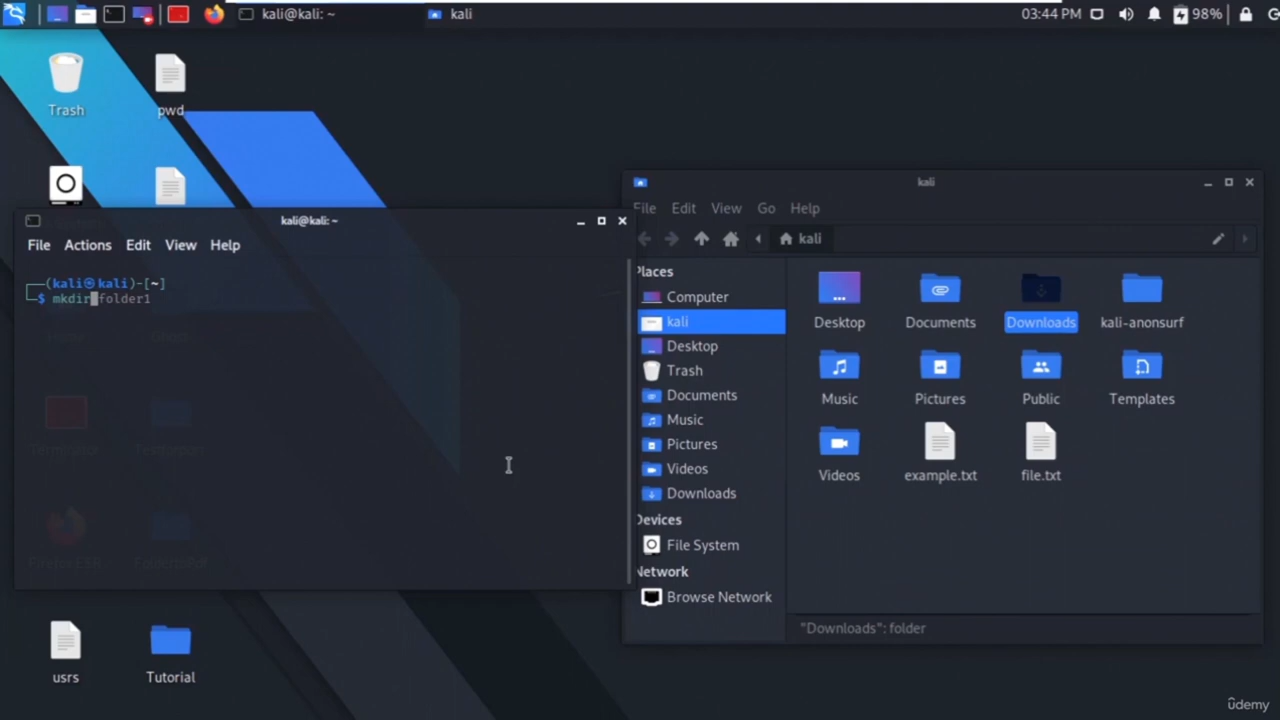 kali@kali: ~
kali
03:44 PM
98%
Trash
pwd
kali@kali: ~
File Actions Edit View Help
┌──(kali㉿kali)-[~]
└─$ mkdir folder1
usrs
Tutorial
kali
File Edit View Go Help
kali
Places
Computer
kali
Desktop
Trash
Documents
Music
Pictures
Videos
Downloads
Devices
File System
Network
Browse Network
Desktop
Documents
Downloads
kali-anonsurf
Music
Pictures
Public
Templates
Videos
example.txt
file.txt
"Downloads": folder
ûdemy